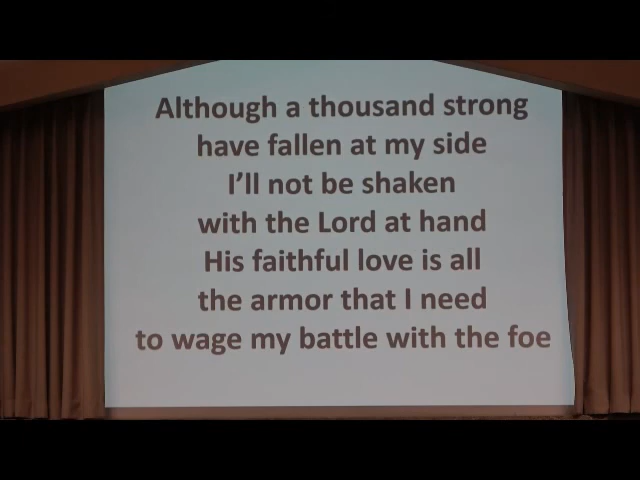 Although a thousand strong
have fallen at my side
I’ll not be shaken
with the Lord at hand
His faithful love is all
the armor that I need
to wage my battle with the foe